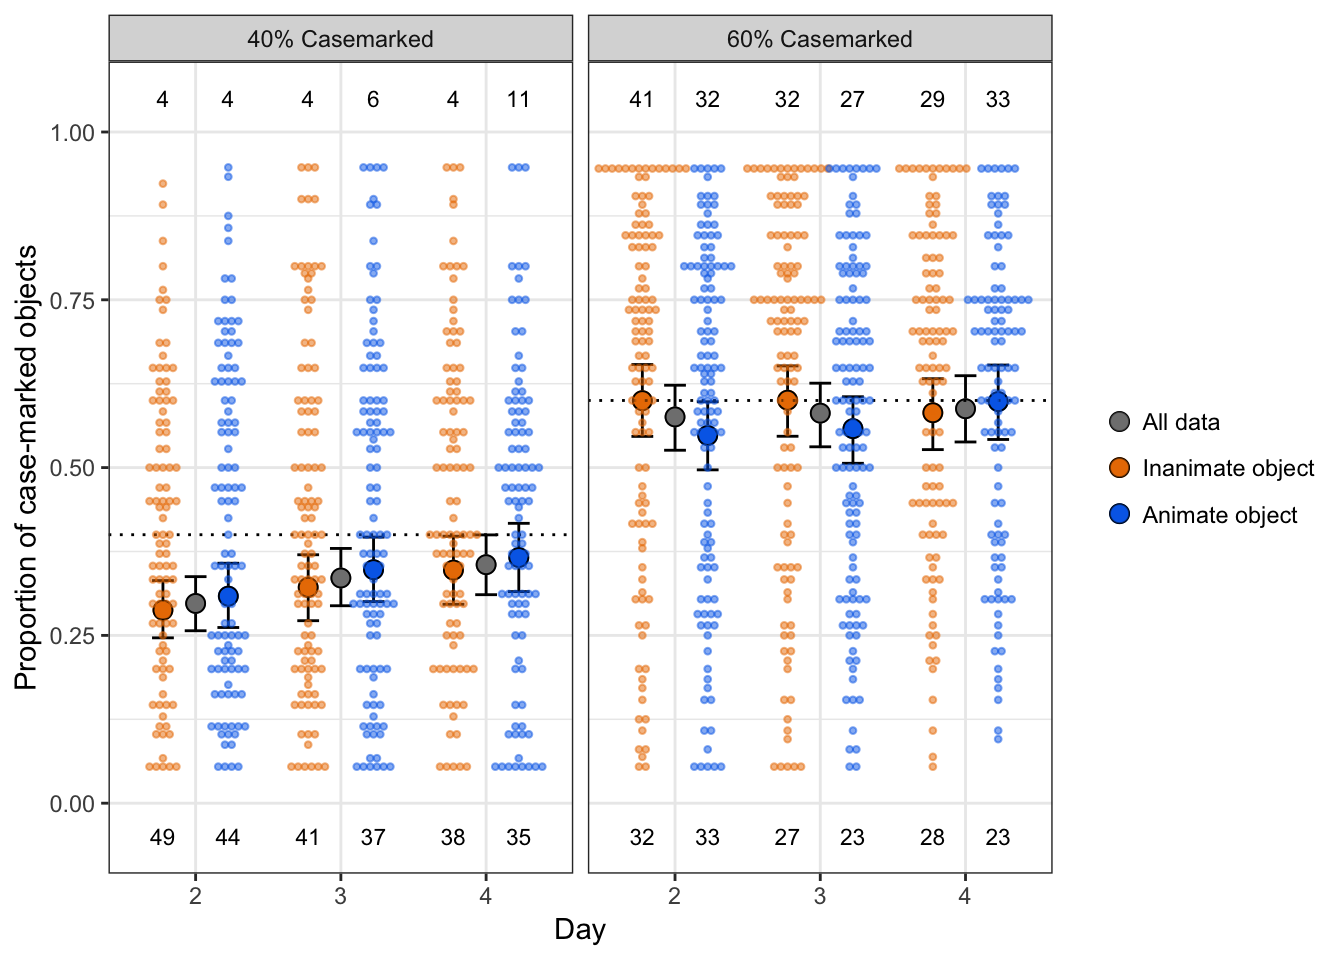 40% Casemarked 60% Casemarked
4 4 4 6 4 11 41 32 32 27 29 33
1.00
0.75
0.50
0.25
0.00
49 44 41 37 38 35 32 33 27 23 28 23
2 3 4 2 3 4
Day
Proportion of case-marked objects
All data
Inanimate object
Animate object